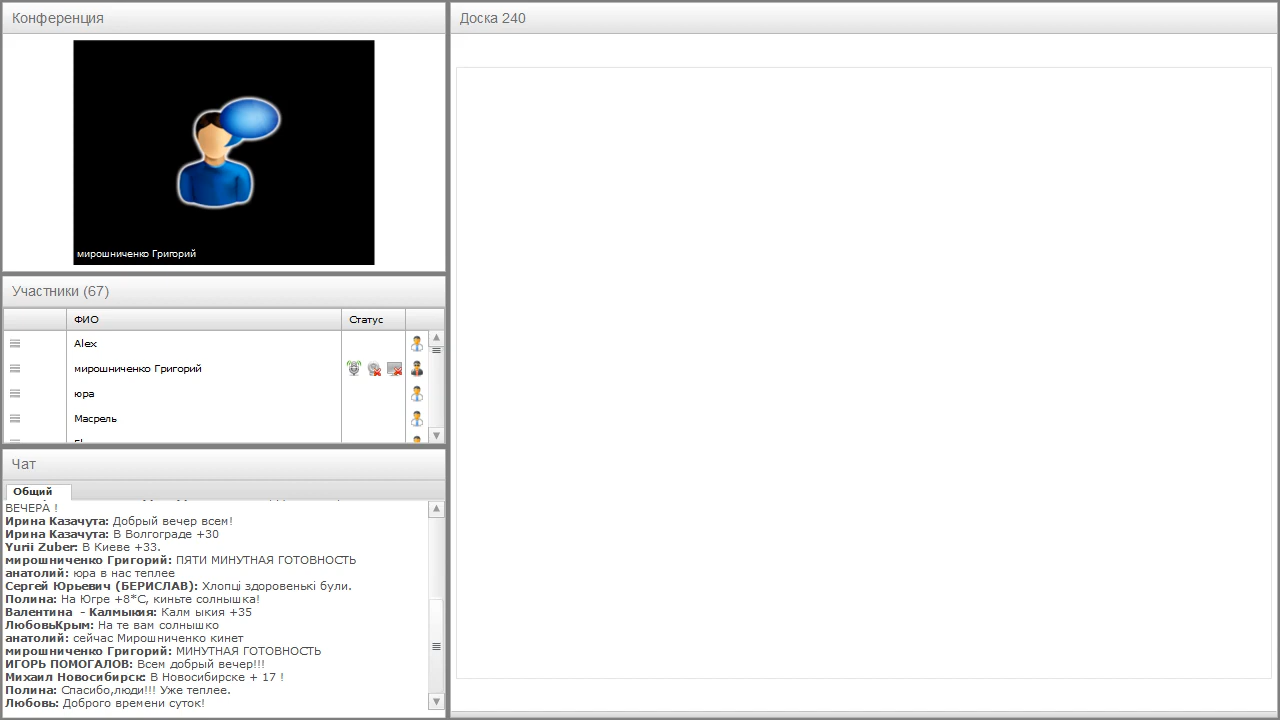 Конференция
мирошниченко Григорий
Участники (67)
ФИО Статус
Alex
мирошниченко Григорий
юра
Масрель
Чат
Общий
ВЕЧЕРА !
Ирина Казачута: Добрый вечер всем!
Ирина Казачута: В Волгограде +30
Yurii Zuber: В Киеве +33.
мирошниченко Григорий: ПЯТИ МИНУТНАЯ ГОТОВНОСТЬ
анатолий: юра в нас теплее
Сергей Юрьевич (БЕРИСЛАВ): Хлопці здоровенькі були.
Полина: На Югре +8*С, киньте солнышка!
Валентина - Калмыкия: Калм ыкия +35
ЛюбовьКрым: На те вам солнышко
анатолий: сейчас Мирошниченко кинет
мирошниченко Григорий: МИНУТНАЯ ГОТОВНОСТЬ
ИГОРЬ ПОМОГАЛОВ: Всем добрый вечер!!!
Михаил Новосибирск: В Новосибирске + 17 !
Полина: Спасибо,люди!!! Уже теплее.
Любовь: Доброго времени суток!
Доска 240